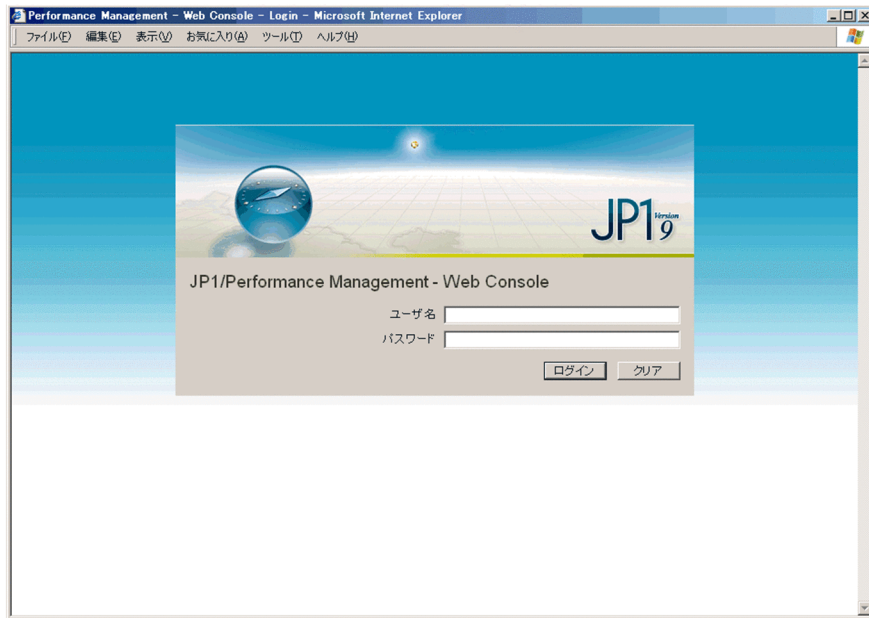 Performance Management - Web Console - Login - Microsoft Internet Explorer
ファイル(F) 編集(E) 表示(V) お気に入り(A) ツール(T) ヘルプ(H)
JP1 Version 9
JP1/Performance Management - Web Console
ユーザ名
パスワード
ログイン クリア